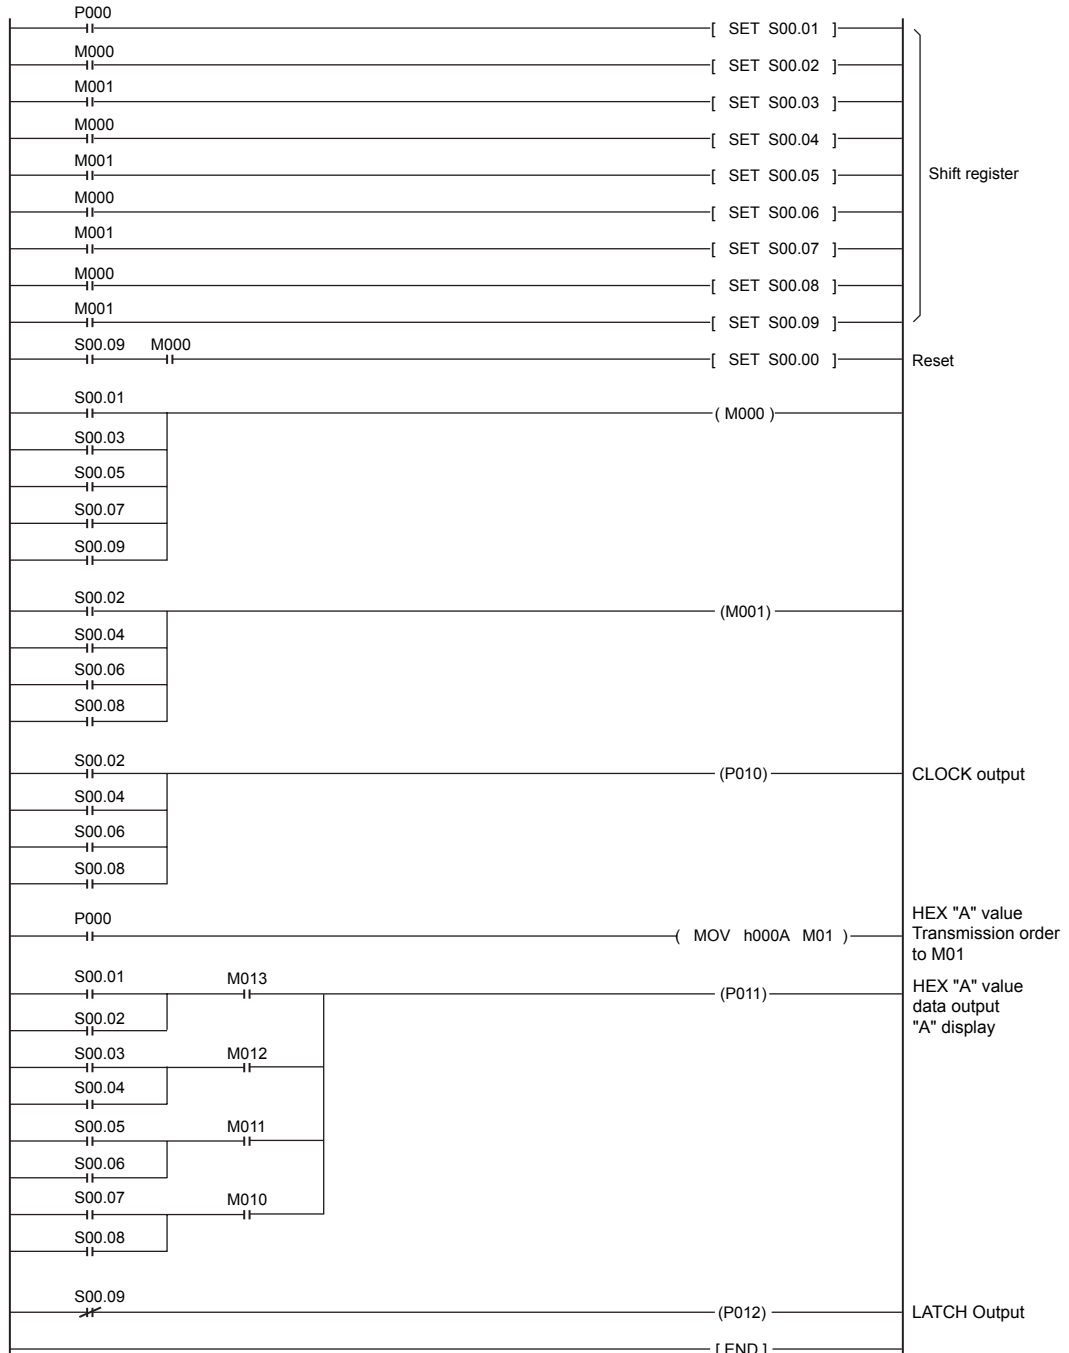 P000
[ SET S00.01 ]
M000
[ SET S00.02 ]
M001
[ SET S00.03 ]
M000
[ SET S00.04 ]
M001
[ SET S00.05 ]
Shift register
M000
[ SET S00.06 ]
M001
[ SET S00.07 ]
M000
[ SET S00.08 ]
M001
[ SET S00.09 ]
S00.09 M000
[ SET S00.00 ] Reset
S00.01
( M000 )
S00.03
S00.05
S00.07
S00.09
S00.02
(M001)
S00.04
S00.06
S00.08
S00.02
(P010) CLOCK output
S00.04
S00.06
S00.08
P000
( MOV h000A M01 )
HEX "A" value
Transmission order
to M01
S00.01 M013
(P011)
HEX "A" value
data output
"A" display
S00.02
S00.03 M012
S00.04
S00.05 M011
S00.06
S00.07 M010
S00.08
S00.09
(P012) LATCH Output
[ END ]